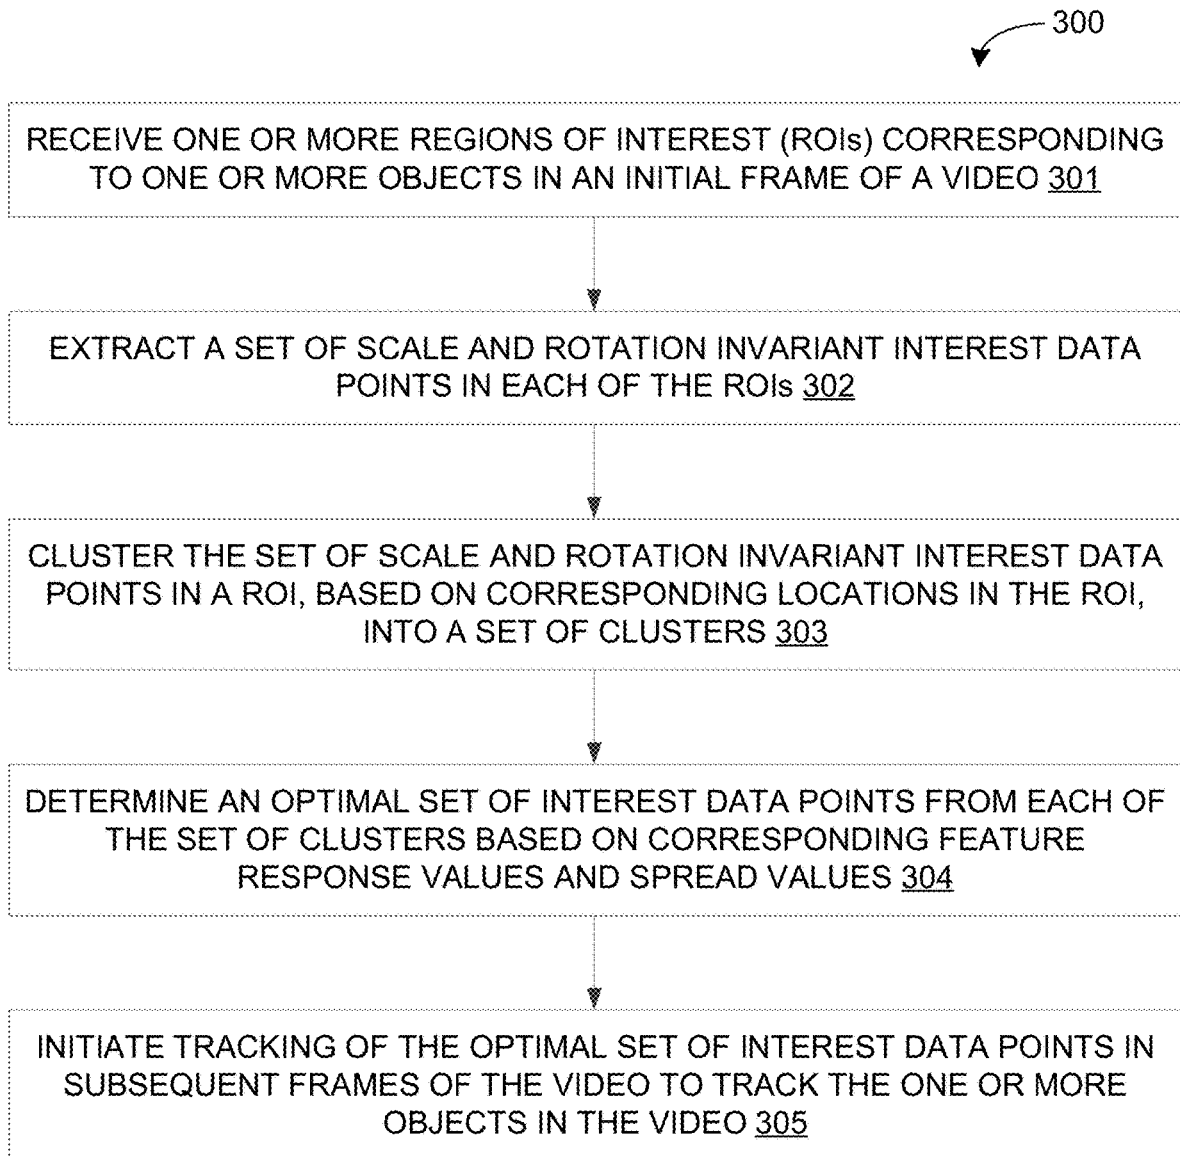 300
RECEIVE ONE OR MORE REGIONS OF INTEREST (ROIs) CORRESPONDING
TO ONE OR MORE OBJECTS IN AN INITIAL FRAME OF A VIDEO 301
EXTRACT A SET OF SCALE AND ROTATION INVARIANT INTEREST DATA
POINTS IN EACH OF THE ROIs 302
CLUSTER THE SET OF SCALE AND ROTATION INVARIANT INTEREST DATA
POINTS IN A ROI, BASED ON CORRESPONDING LOCATIONS IN THE ROI,
INTO A SET OF CLUSTERS 303
DETERMINE AN OPTIMAL SET OF INTEREST DATA POINTS FROM EACH OF
THE SET OF CLUSTERS BASED ON CORRESPONDING FEATURE
RESPONSE VALUES AND SPREAD VALUES 304
INITIATE TRACKING OF THE OPTIMAL SET OF INTEREST DATA POINTS IN
SUBSEQUENT FRAMES OF THE VIDEO TO TRACK THE ONE OR MORE
OBJECTS IN THE VIDEO 305